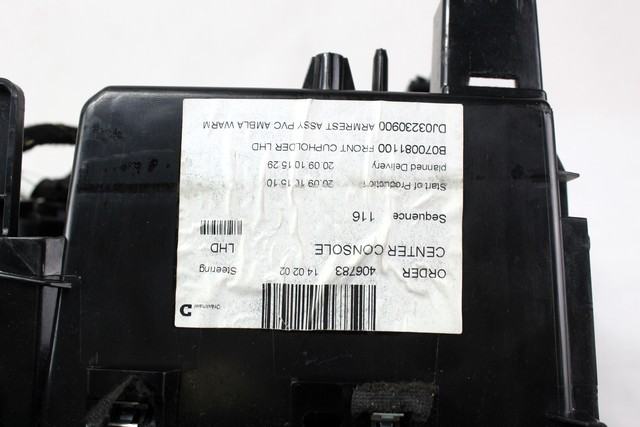 Dräxlmaier
ORDER 406783 14 02 02 Steering
CENTER CONSOLE LHD
Sequence 116
Start of Production 20.09.10 15.10
planned Delivery 20.09.10 15.29
B070081100 FRONT CUPHOLDER LHD
DJ03230900 ARMREST ASSY PVC AMBLA WARM